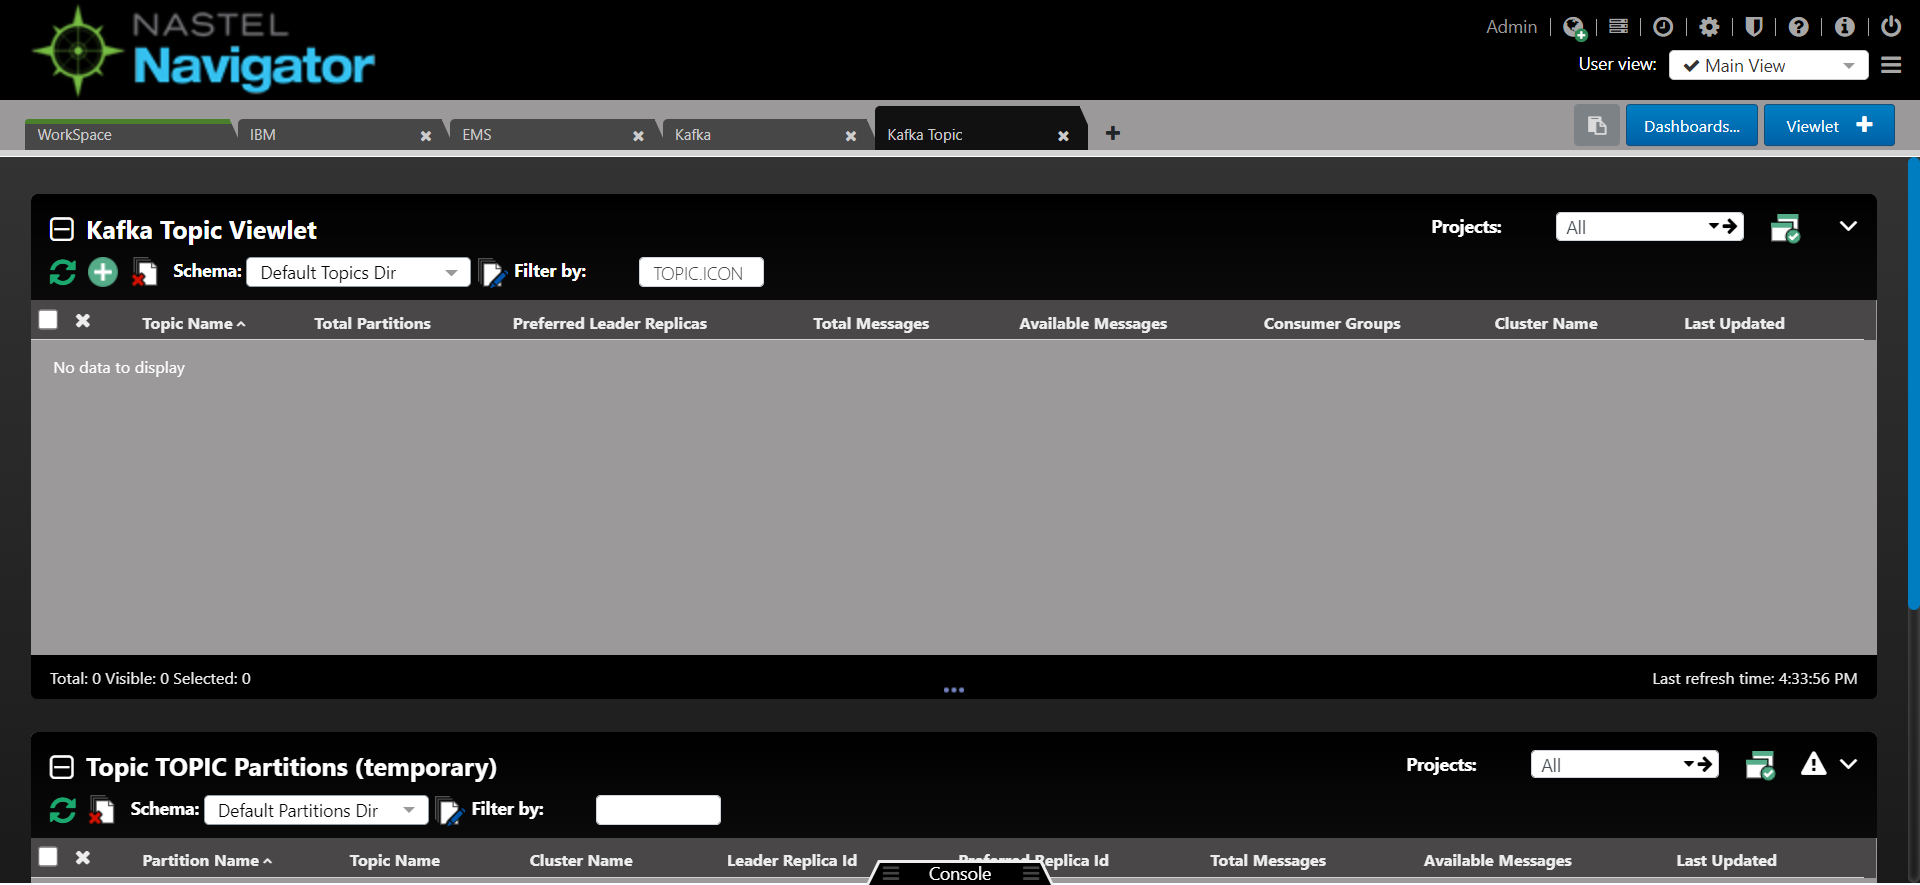 NASTEL
Navigator
Admin
User view:
Main View
WorkSpace
IBM
EMS
Kafka
Kafka Topic
Dashboards...
Viewlet
Kafka Topic Viewlet
Projects:
All
Schema:
Default Topics Dir
Filter by:
TOPIC.ICON
Topic Name
Total Partitions
Preferred Leader Replicas
Total Messages
Available Messages
Consumer Groups
Cluster Name
Last Updated
No data to display
Total: 0 Visible: 0 Selected: 0
Last refresh time: 4:33:56 PM
Topic TOPIC Partitions (temporary)
Projects:
All
Schema:
Default Partitions Dir
Filter by:
Partition Name
Topic Name
Cluster Name
Leader Replica Id
Preferred Replica Id
Total Messages
Available Messages
Last Updated
Console